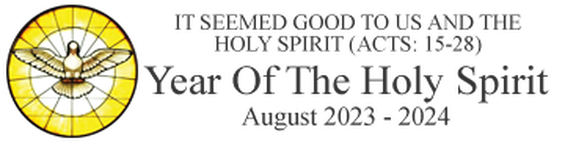 IT SEEMED GOOD TO US AND THE
HOLY SPIRIT (ACTS: 15-28)
Year Of The Holy Spirit
August 2023 - 2024